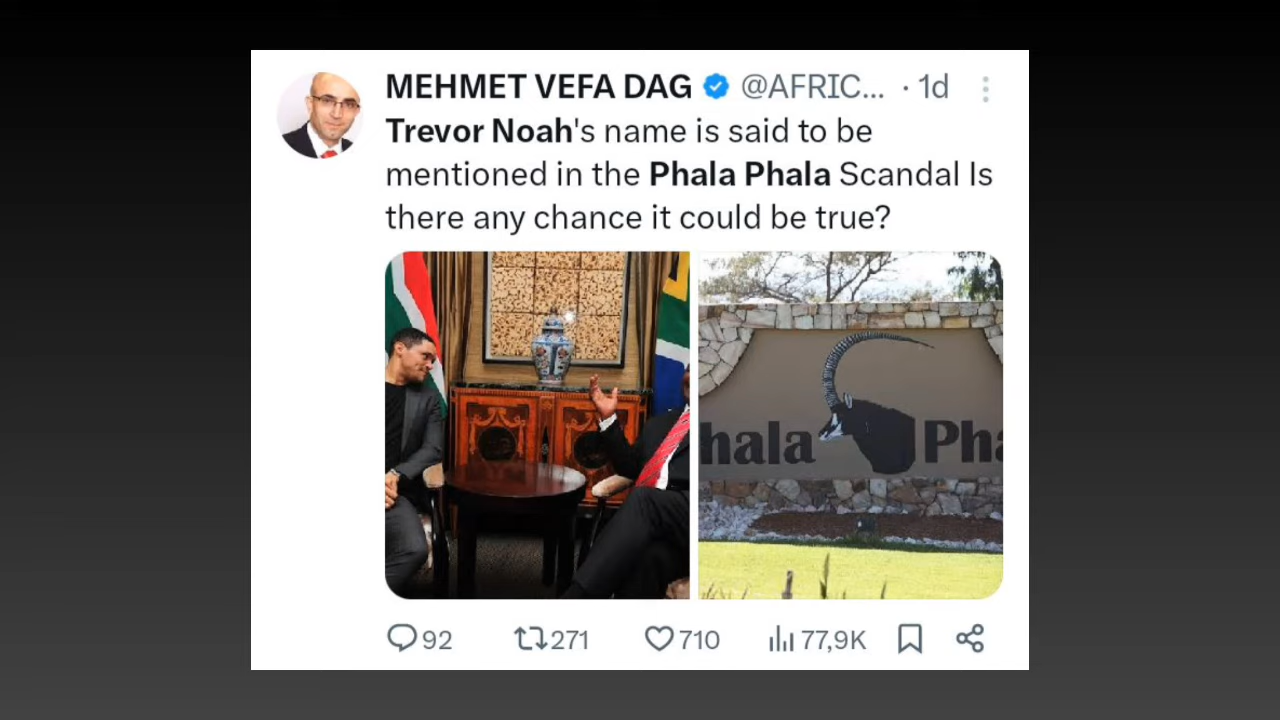 MEHMET VEFA DAG @AFRIC... · 1d
Trevor Noah's name is said to be
mentioned in the Phala Phala Scandal Is
there any chance it could be true?
hala Pha
92 271 710 77,9K